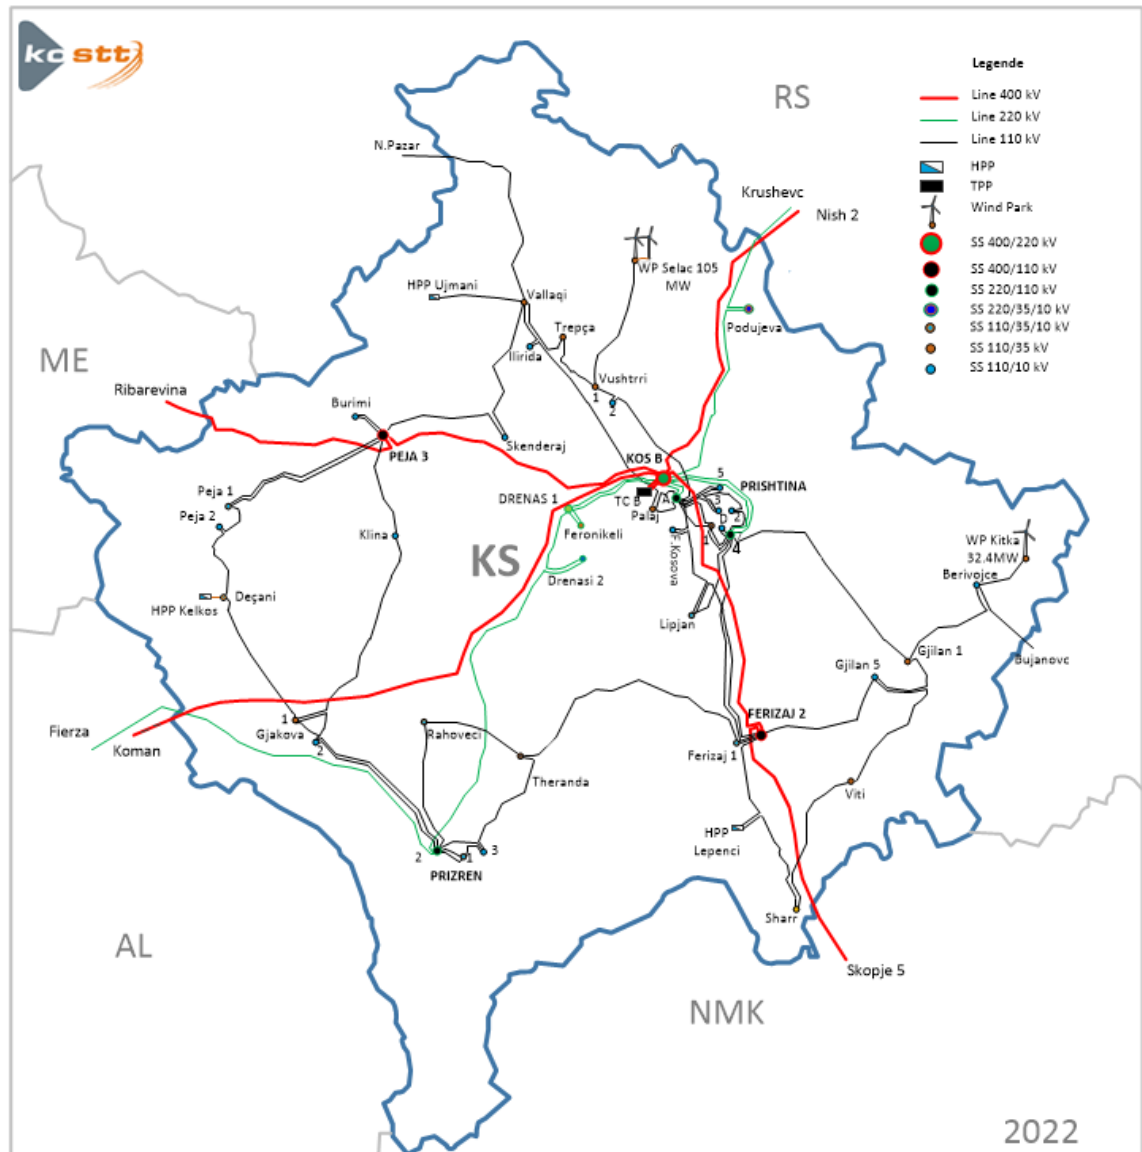 kostt
Legende
Line 400 kV
Line 220 kV
Line 110 kV
HPP
TPP
Wind Park
SS 400/220 kV
SS 400/110 kV
SS 220/110 kV
SS 220/35/10 kV
SS 110/35/10 kV
SS 110/35 kV
SS 110/10 kV
RS
N.Pazar
Krushevc
Nish 2
WP Selac 105
MW
HPP Ujmani
Vallaqi
Podujeva
Trepça
Ilirida
ME
Ribarevina
Vushtrri
1
2
Burimi
Skenderaj
PEJA 3
KOS B
5
PRISHTINA
Peja 1
DRENAS 1
TC B
A
3
2
Palaj
D
Peja 2
Klina
Feronikeli
1
4
F.Kosova
WP Kitka
32.4MW
KS
Drenasi 2
Berivojce
HPP Kelkos
Deçani
Lipjan
Gjilan 1
Bujanovc
Gjilan 5
1
Gjakova
2
Fierza
Koman
Rahoveci
FERIZAJ 2
Ferizaj 1
Theranda
Viti
HPP
Lepenci
2
1
3
PRIZREN
Sharr
AL
Skopje 5
NMK
2022